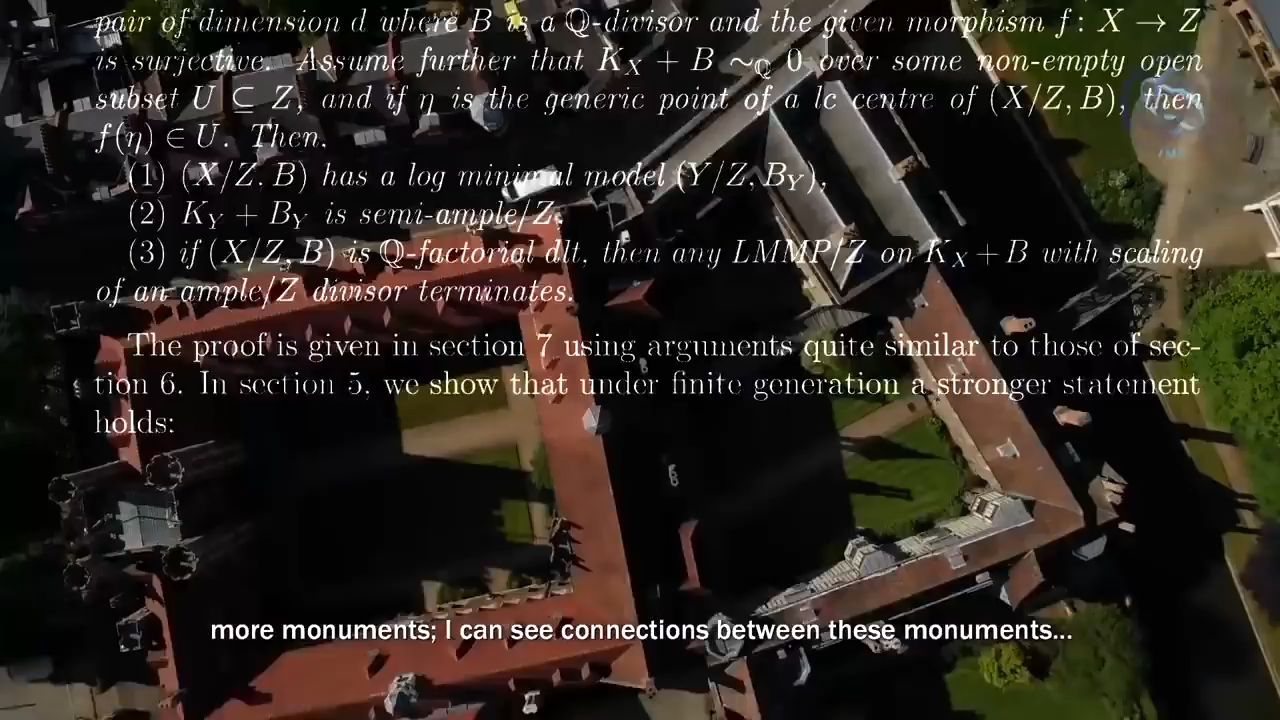 pair of dimension d where B is a ℚ-divisor and the given morphism f : X → Z
is surjective. Assume further that K_X + B ∼_ℚ 0 over some non-empty open
subset U ⊆ Z, and if η is the generic point of a lc centre of (X/Z, B), then
f(η) ∈ U. Then,
(1) (X/Z, B) has a log minimal model (Y/Z, B_Y),
(2) K_Y + B_Y is semi-ample/Z,
(3) if (X/Z, B) is ℚ-factorial dlt, then any LMMP/Z on K_X + B with scaling
of an ample/Z divisor terminates.
The proof is given in section 7 using arguments quite similar to those of sec-
tion 6. In section 5, we show that under finite generation a stronger statement
holds:
more monuments; I can see connections between these monuments...